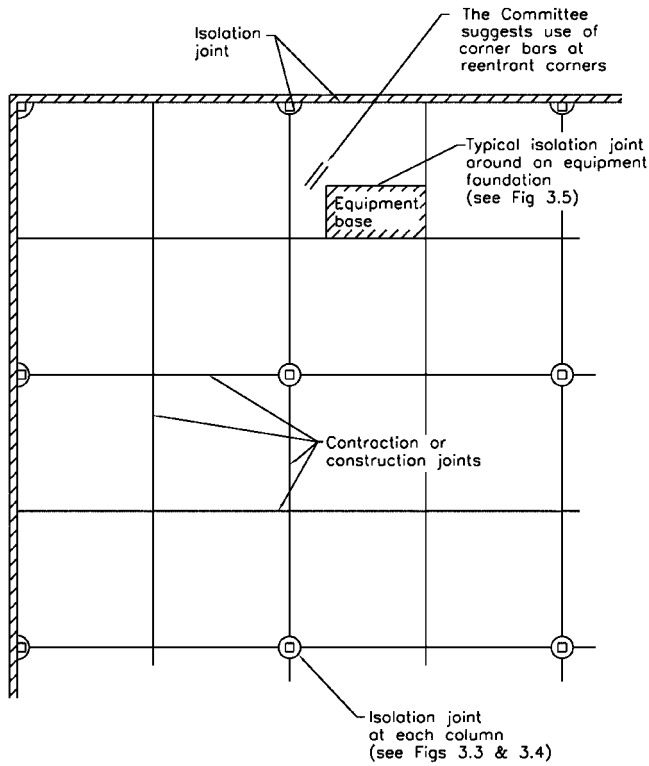 Isolation
joint
The Committee
suggests use of
corner bars at
reentrant corners
Typical isolation joint
around an equipment
foundation
(see Fig 3.5)
Equipment
base
Contraction or
construction joints
Isolation joint
at each column
(see Figs 3.3 & 3.4)